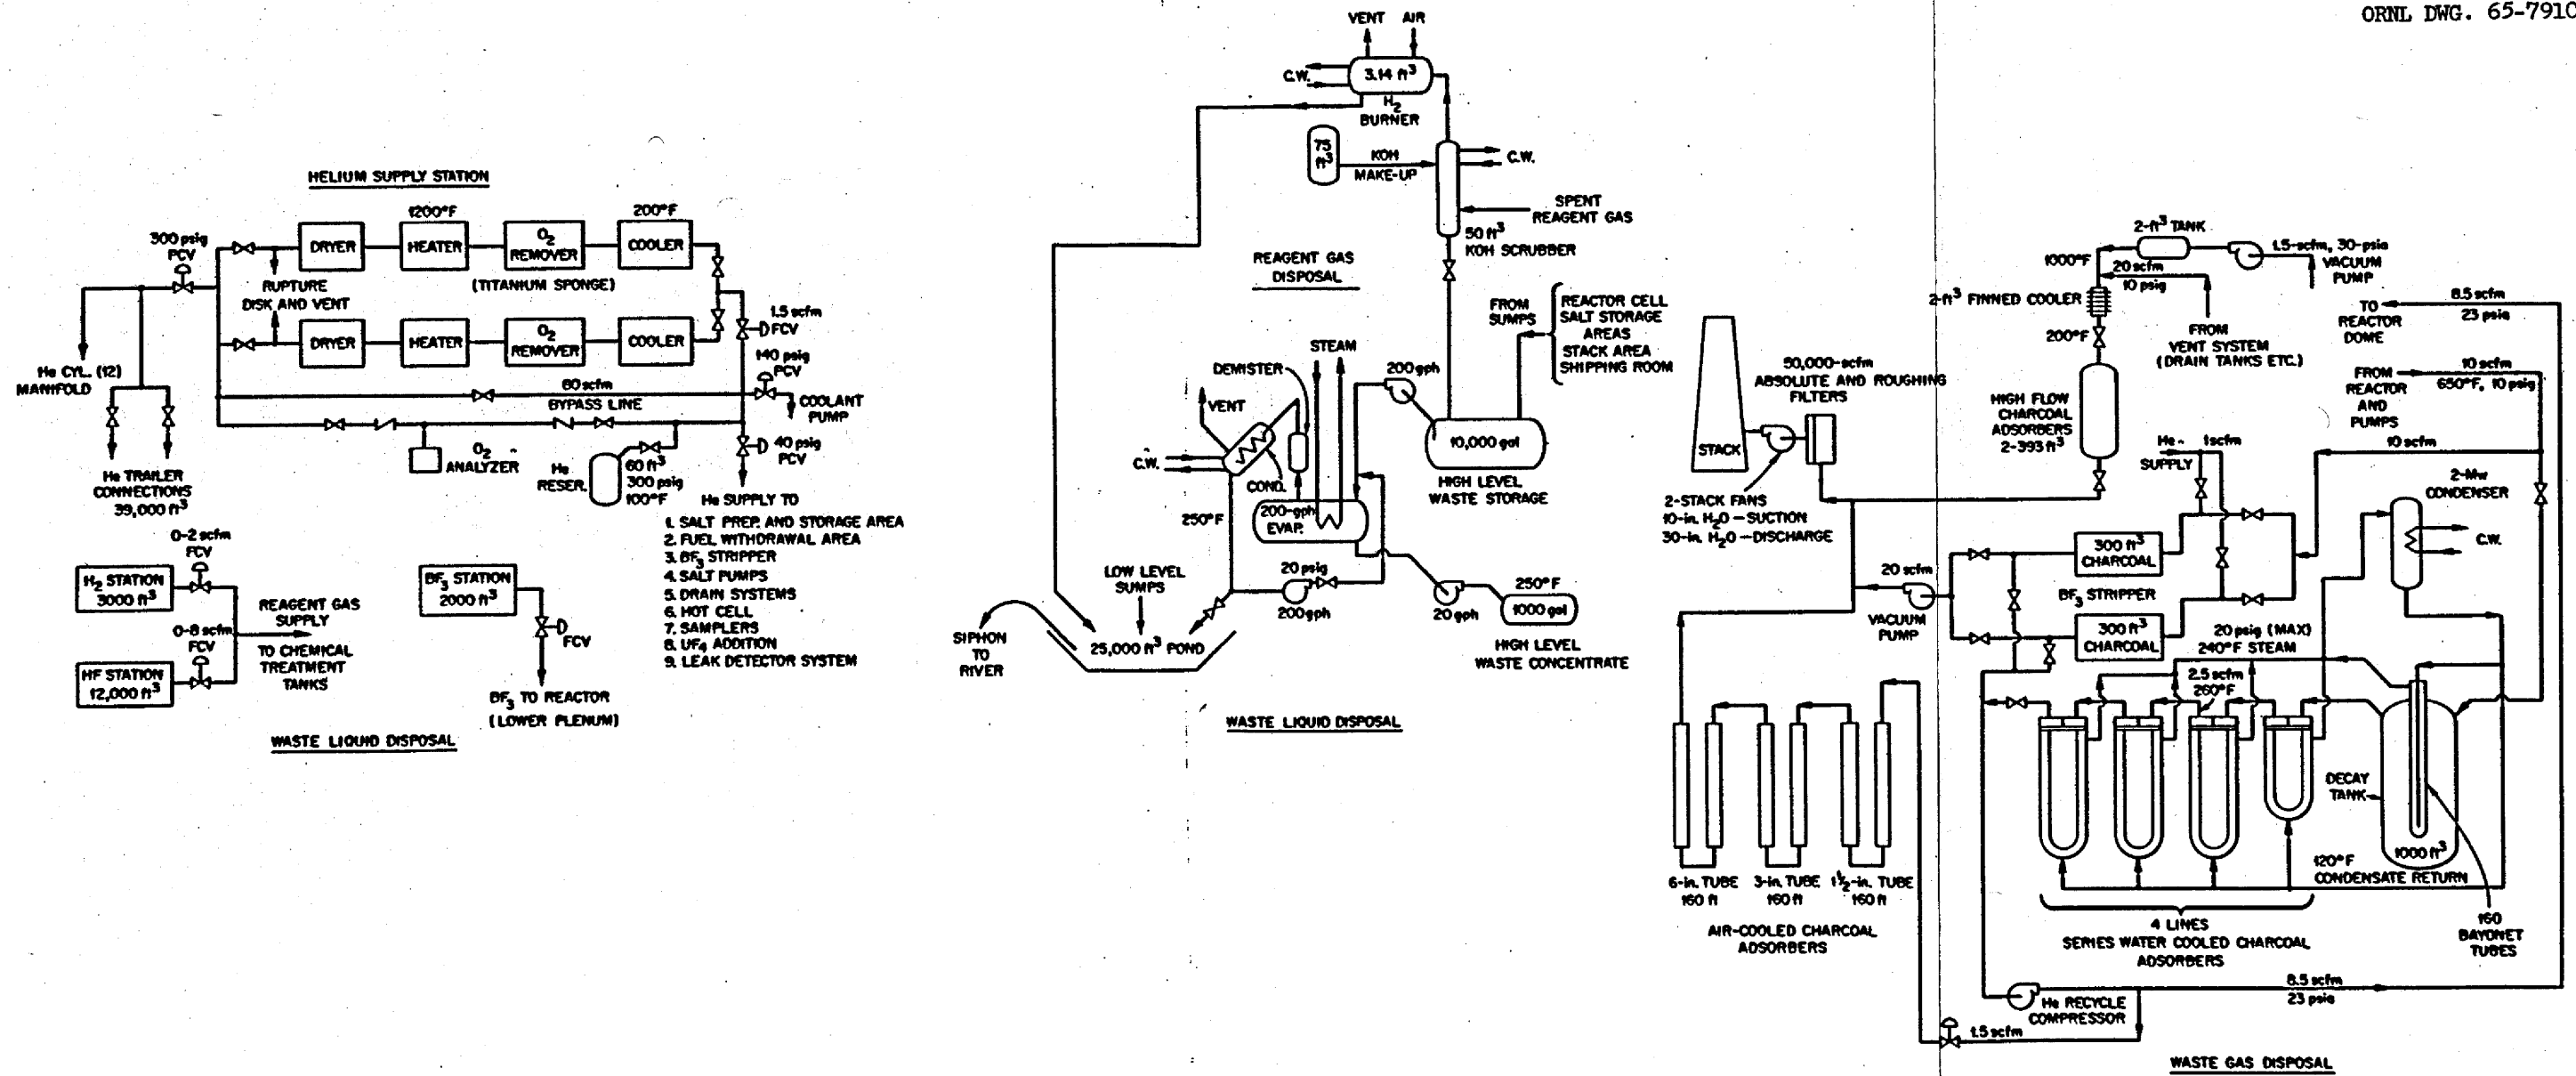 ORNL DWG. 65-7910
HELIUM SUPPLY STATION
300 psig
PCV
DRYER
1200°F
HEATER
O2
REMOVER
(TITANIUM SPONGE)
200°F
COOLER
RUPTURE
DISK AND VENT
DRYER
HEATER
O2
REMOVER
COOLER
1.5 scfm
FCV
140 psig
PCV
He CYL. (12)
MANIFOLD
60 scfm
BYPASS LINE
COOLANT
PUMP
O2
ANALYZER
He
RESER.
60 ft3
300 psig
100°F
40 psig
PCV
He TRAILER
CONNECTIONS
39,000 ft3
He SUPPLY TO
1. SALT PREP. AND STORAGE AREA
2. FUEL WITHDRAWAL AREA
3. BF3 STRIPPER
4. SALT PUMPS
5. DRAIN SYSTEMS
6. HOT CELL
7. SAMPLERS
8. UF4 ADDITION
9. LEAK DETECTOR SYSTEM
0-2 scfm
FCV
H2 STATION
3000 ft3
0-8 scfm
FCV
HF STATION
12,000 ft3
REAGENT GAS
SUPPLY
TO CHEMICAL
TREATMENT
TANKS
BF3 STATION
2000 ft3
FCV
BF3 TO REACTOR
(LOWER PLENUM)
WASTE LIQUID DISPOSAL
VENT AIR
C.W.
3.14 ft3
H2
BURNER
75
ft3
KOH
MAKE-UP
C.W.
SPENT
REAGENT GAS
50 ft3
KOH SCRUBBER
REAGENT GAS
DISPOSAL
FROM
SUMPS
REACTOR CELL
SALT STORAGE
AREAS
STACK AREA
SHIPPING ROOM
STEAM
DEMISTER
200 gph
VENT
C.W.
COND.
10,000 gal
HIGH LEVEL
WASTE STORAGE
250°F
200-gph
EVAP.
LOW LEVEL
SUMPS
20 psig
200 gph
20 gph
250°F
1000 gal
HIGH LEVEL
WASTE CONCENTRATE
SIPHON
TO
RIVER
25,000 ft3 POND
WASTE LIQUID DISPOSAL
2-ft3 TANK
1.5-scfm, 30-psia
VACUUM
PUMP
1000°F
20 scfm
10 psig
2-ft3 FINNED COOLER
200°F
FROM
VENT SYSTEM
(DRAIN TANKS ETC.)
TO
REACTOR
DOME
8.5 scfm
23 psia
FROM
REACTOR
AND
PUMPS
10 scfm
650°F, 10 psig
50,000-scfm
ABSOLUTE AND ROUGHING
FILTERS
STACK
2-STACK FANS
10-in. H2O — SUCTION
30-in. H2O — DISCHARGE
HIGH FLOW
CHARCOAL
ADSORBERS
2-393 ft3
He
SUPPLY
1 scfm
10 scfm
2-Mw
CONDENSER
C.W.
300 ft3
CHARCOAL
BF3 STRIPPER
300 ft3
CHARCOAL
20 scfm
VACUUM
PUMP
20 psig (MAX)
240°F STEAM
2.5 scfm
260°F
DECAY
TANK
1000 ft3
120°F
CONDENSATE RETURN
160
BAYONET
TUBES
4 LINES
SERIES WATER COOLED CHARCOAL
ADSORBERS
6-in. TUBE
160 ft
3-in. TUBE
160 ft
1½-in. TUBE
160 ft
AIR-COOLED CHARCOAL
ADSORBERS
He RECYCLE
COMPRESSOR
8.5 scfm
23 psia
1.5 scfm
WASTE GAS DISPOSAL